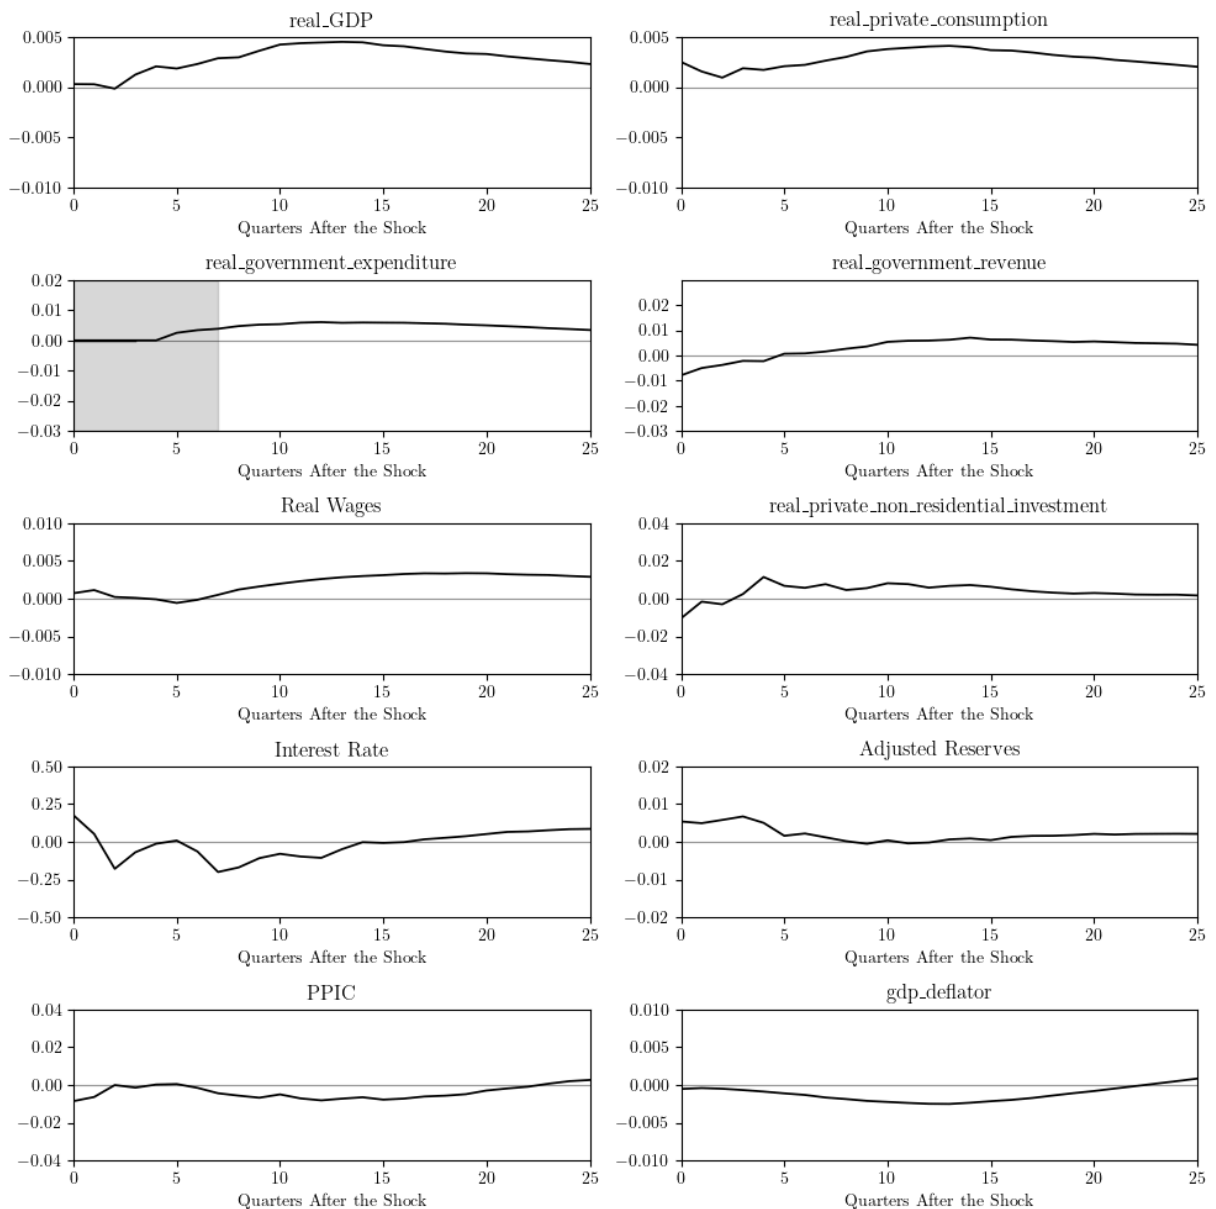 real_GDP
0.005
0.000
−0.005
−0.010
0 5 10 15 20 25
Quarters After the Shock
real_private_consumption
0.005
0.000
−0.005
−0.010
0 5 10 15 20 25
Quarters After the Shock
real_government_expenditure
0.02
0.01
0.00
−0.01
−0.02
−0.03
0 5 10 15 20 25
Quarters After the Shock
real_government_revenue
0.02
0.01
0.00
−0.01
−0.02
−0.03
0 5 10 15 20 25
Quarters After the Shock
Real Wages
0.010
0.005
0.000
−0.005
−0.010
0 5 10 15 20 25
Quarters After the Shock
real_private_non_residential_investment
0.04
0.02
0.00
−0.02
−0.04
0 5 10 15 20 25
Quarters After the Shock
Interest Rate
0.50
0.25
0.00
−0.25
−0.50
0 5 10 15 20 25
Quarters After the Shock
Adjusted Reserves
0.02
0.01
0.00
−0.01
−0.02
0 5 10 15 20 25
Quarters After the Shock
PPIC
0.04
0.02
0.00
−0.02
−0.04
0 5 10 15 20 25
Quarters After the Shock
gdp_deflator
0.010
0.005
0.000
−0.005
−0.010
0 5 10 15 20 25
Quarters After the Shock